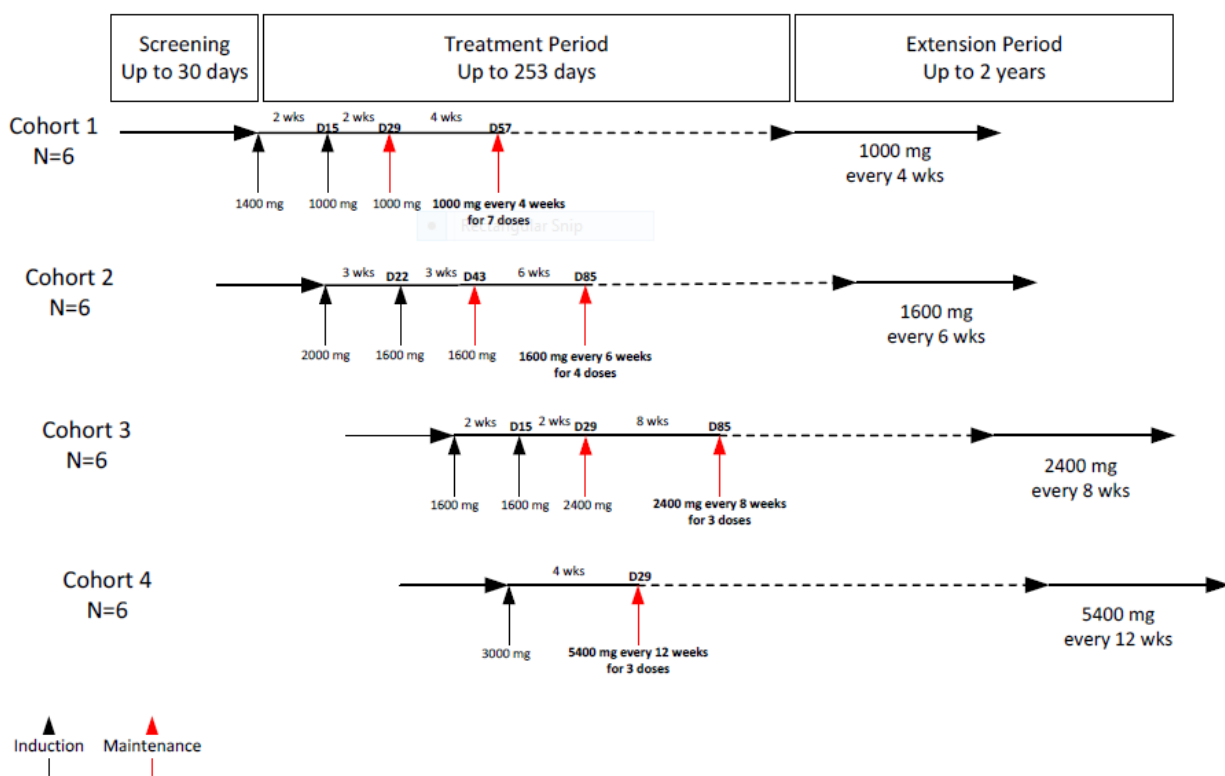 Screening
Up to 30 days
Treatment Period
Up to 253 days
Extension Period
Up to 2 years
Cohort 1
N=6
2 wks
D15
2 wks
D29
4 wks
D57
1400 mg
1000 mg
1000 mg
1000 mg every 4 weeks
for 7 doses
1000 mg
every 4 wks
Rectangular Snip
Cohort 2
N=6
3 wks
D22
3 wks
D43
6 wks
D85
2000 mg
1600 mg
1600 mg
1600 mg every 6 weeks
for 4 doses
1600 mg
every 6 wks
Cohort 3
N=6
2 wks
D15
2 wks
D29
8 wks
D85
1600 mg
1600 mg
2400 mg
2400 mg every 8 weeks
for 3 doses
2400 mg
every 8 wks
Cohort 4
N=6
4 wks
D29
3000 mg
5400 mg every 12 weeks
for 3 doses
5400 mg
every 12 wks
Induction
Maintenance